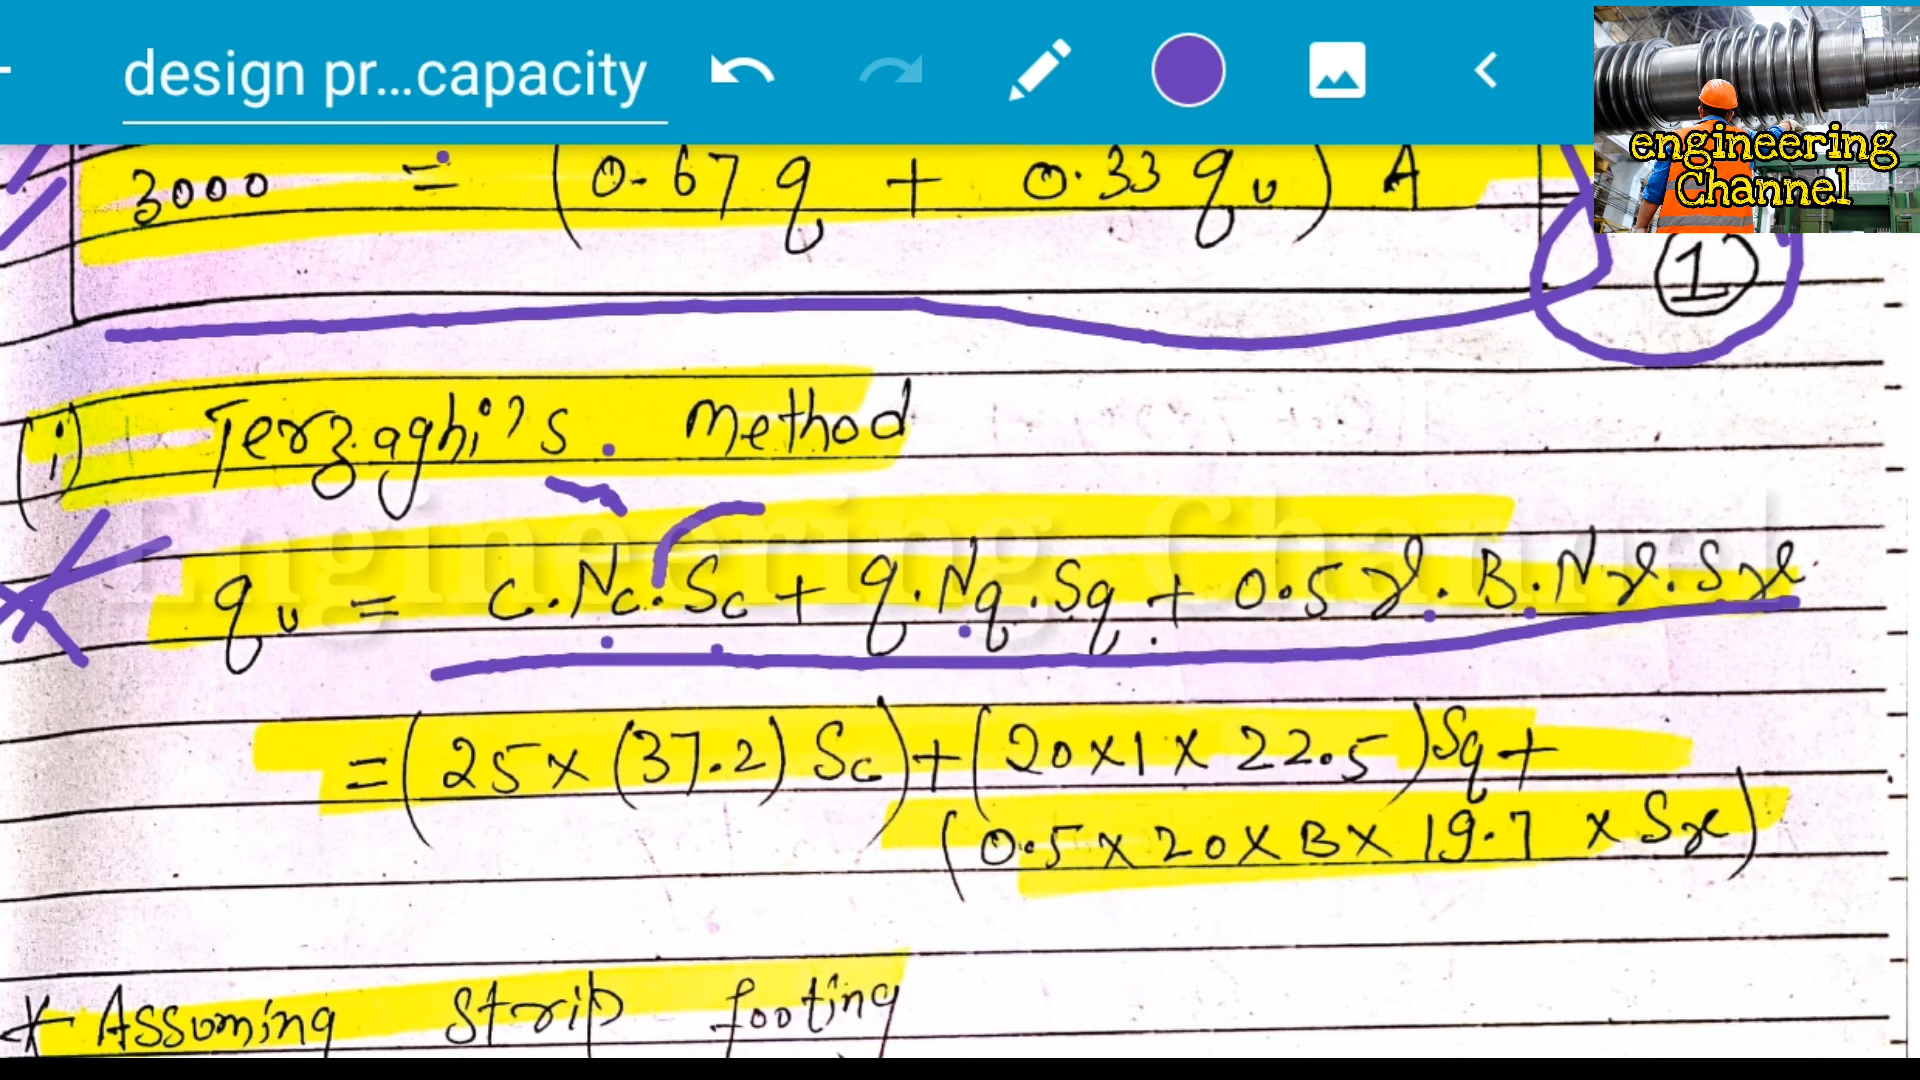 design pr...capacity
engineering
Channel
3000 = (0.67 q + 0.33 qu) A
1
(i) Terzaghi's. Method
Engineering Channel
qu = c.Nc.Sc + q.Nq.Sq + 0.5 γ.B.Nγ.Sγ
= (25 × (37.2) Sc) + (20×1 × 22.5) Sq +
(0.5 × 20 × B × 19.7 × Sγ)
* Assuming Strip footing